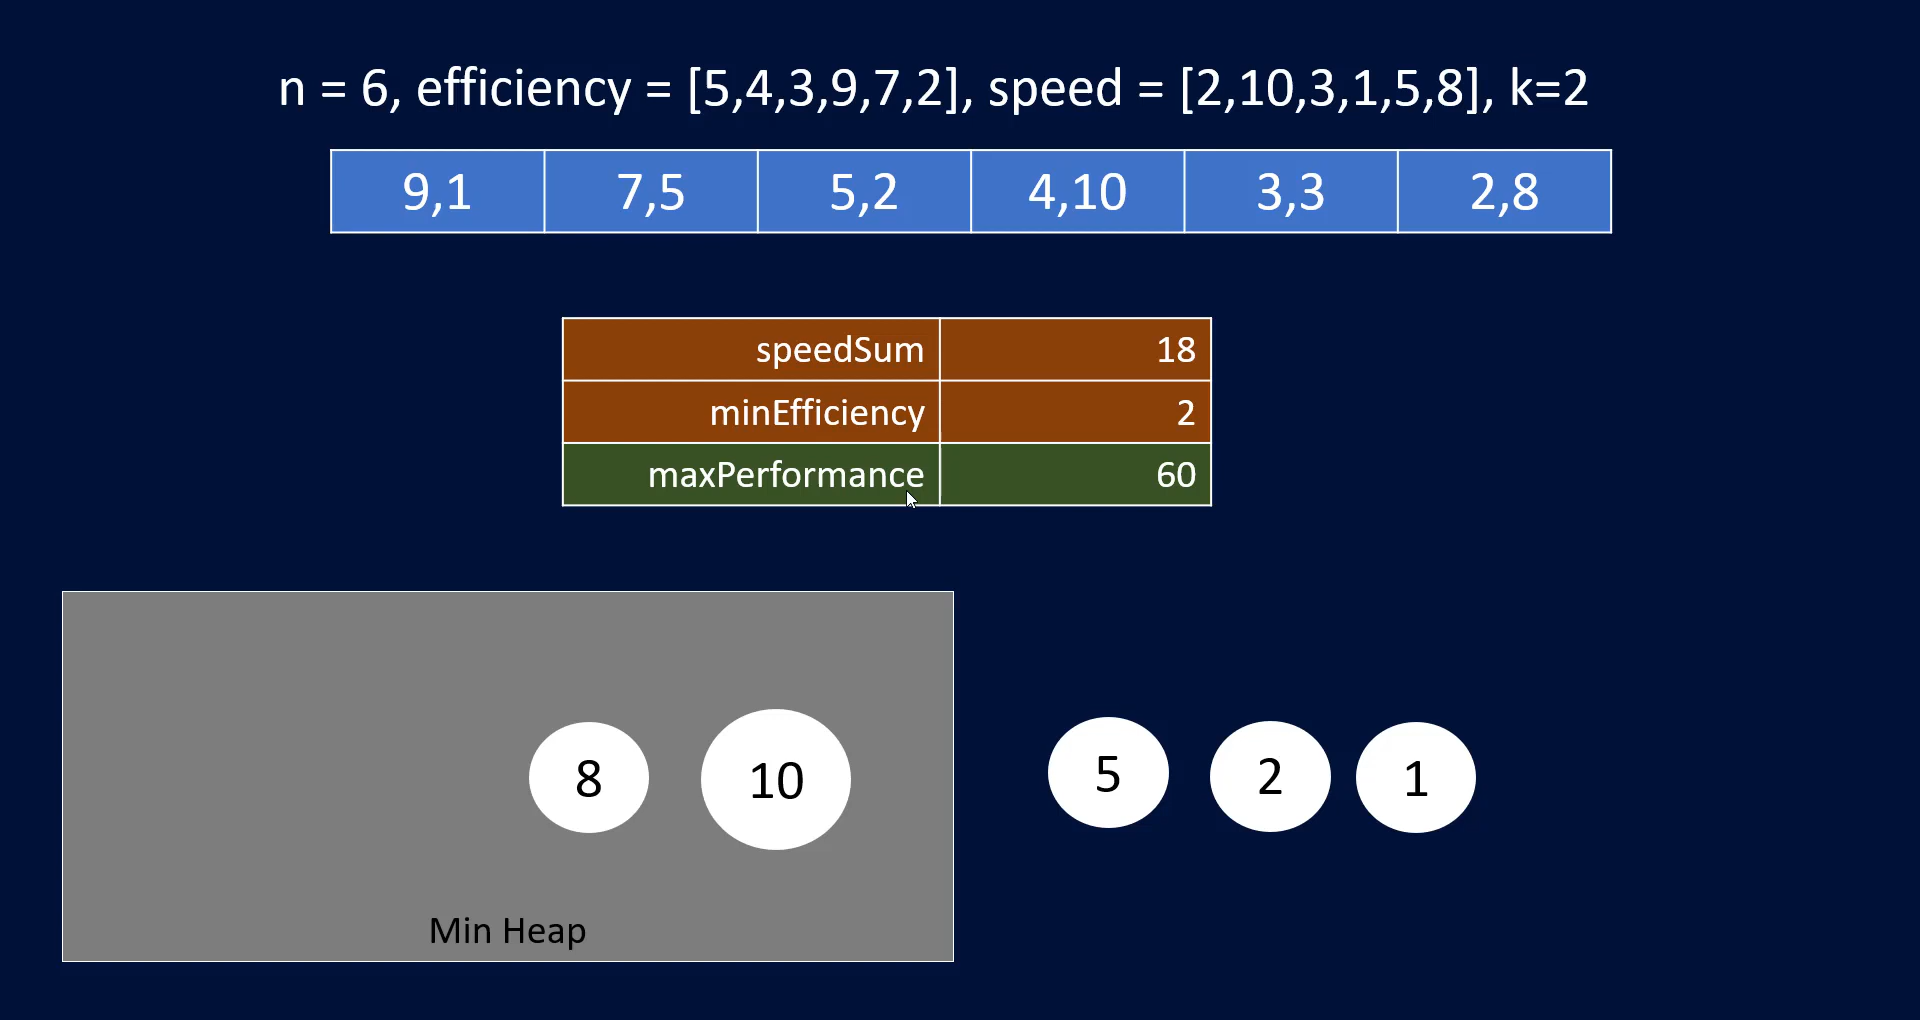 n = 6, efficiency = [5,4,3,9,7,2], speed = [2,10,3,1,5,8], k=2
9,1 7,5 5,2 4,10 3,3 2,8
speedSum 18
minEfficiency 2
maxPerformance 60
8 10 5 2 1
Min Heap